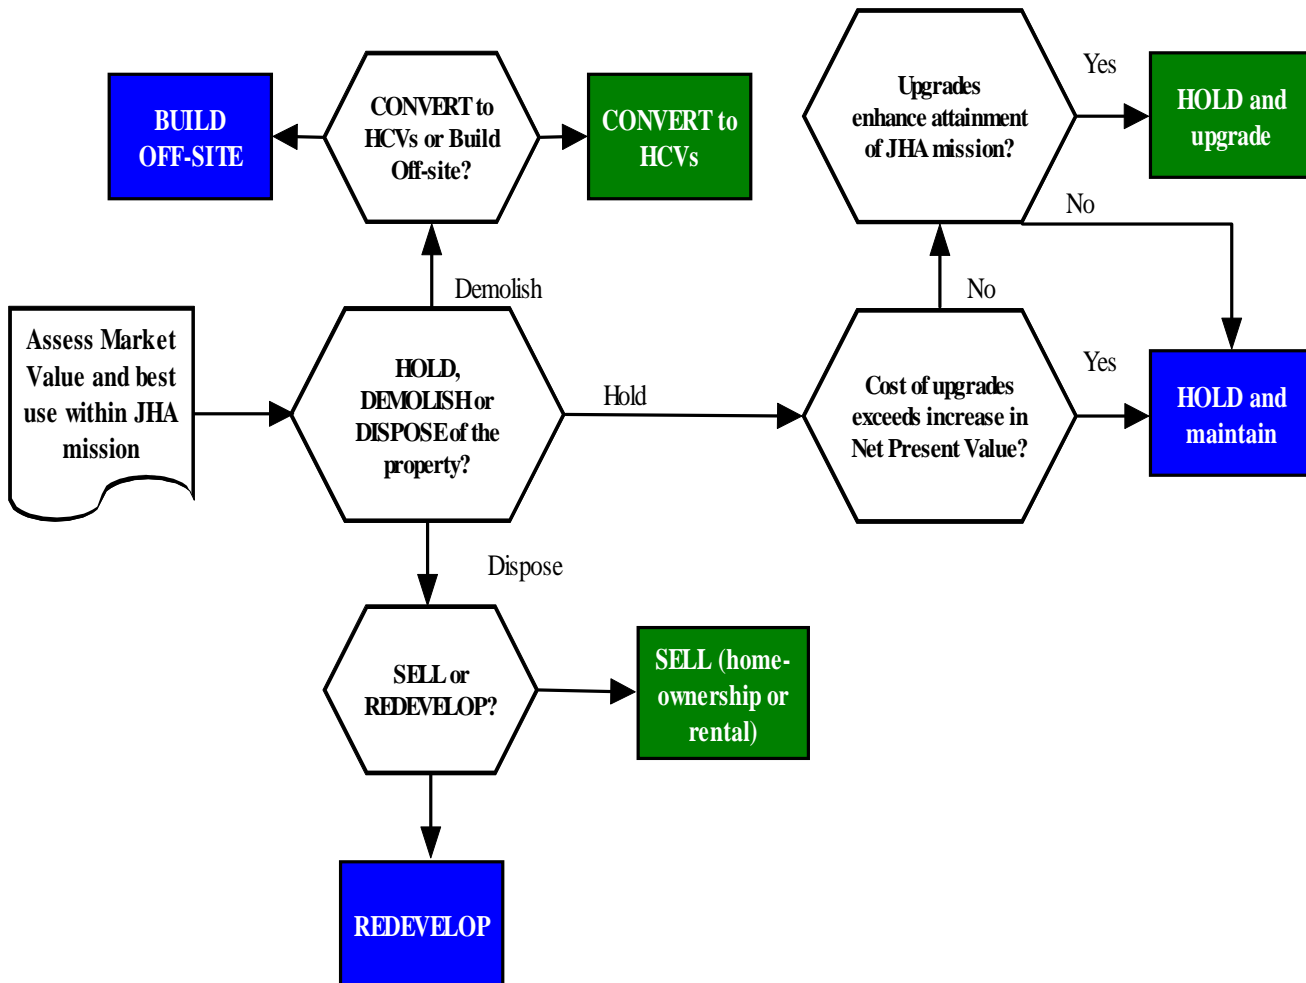 BUILD
OFF-SITE
CONVERT to
HCVs or Build
Off-site?
CONVERT to
HCVs
Upgrades
enhance attainment
of JHA mission?
Yes
HOLD and
upgrade
No
Demolish
No
Assess Market
Value and best
use within JHA
mission
HOLD,
DEMOLISH or
DISPOSE of the
property?
Hold
Cost of upgrades
exceeds increase in
Net Present Value?
Yes
HOLD and
maintain
Dispose
SELL or
REDEVELOP?
SELL (home-
ownership or
rental)
REDEVELOP